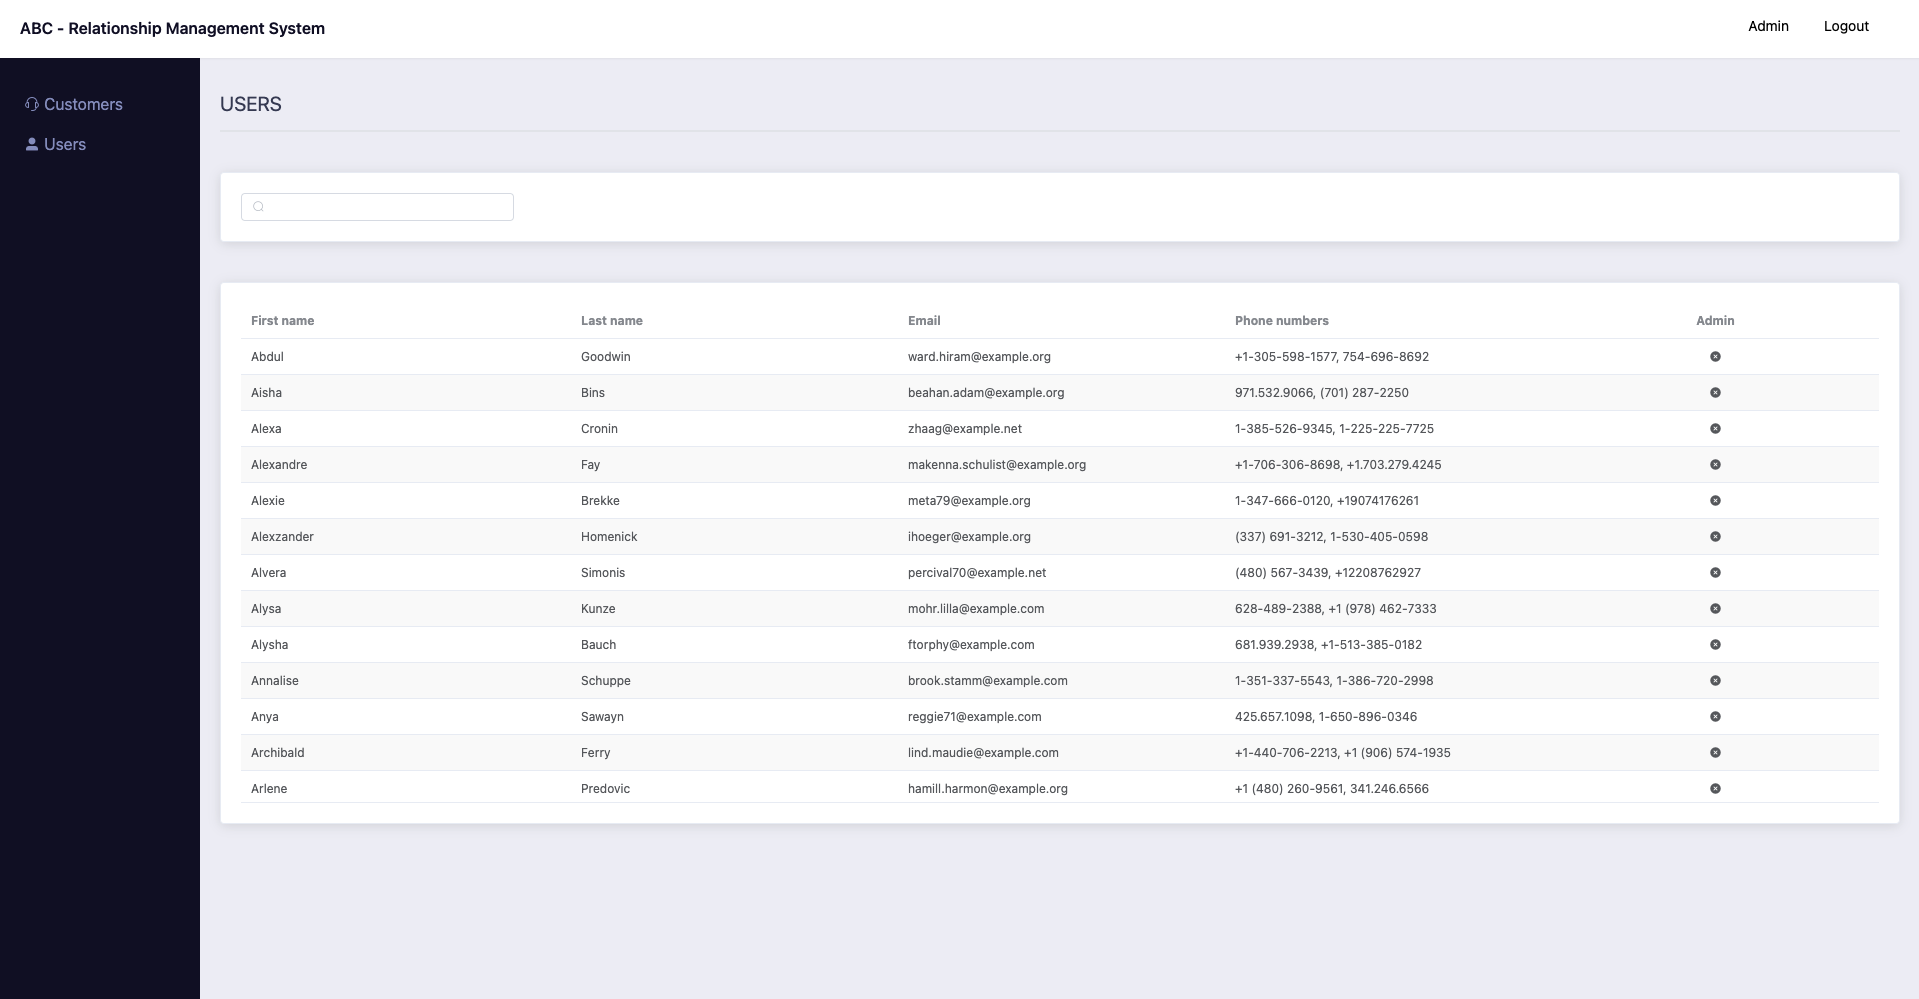 ABC - Relationship Management System
Admin Logout
Customers
Users
USERS
First name Last name Email Phone numbers Admin
Abdul Goodwin ward.hiram@example.org +1-305-598-1577, 754-696-8692
Aisha Bins beahan.adam@example.org 971.532.9066, (701) 287-2250
Alexa Cronin zhaag@example.net 1-385-526-9345, 1-225-225-7725
Alexandre Fay makenna.schulist@example.org +1-706-306-8698, +1.703.279.4245
Alexie Brekke meta79@example.org 1-347-666-0120, +19074176261
Alexzander Homenick ihoeger@example.org (337) 691-3212, 1-530-405-0598
Alvera Simonis percival70@example.net (480) 567-3439, +12208762927
Alysa Kunze mohr.lilla@example.com 628-489-2388, +1 (978) 462-7333
Alysha Bauch ftorphy@example.com 681.939.2938, +1-513-385-0182
Annalise Schuppe brook.stamm@example.com 1-351-337-5543, 1-386-720-2998
Anya Sawayn reggie71@example.com 425.657.1098, 1-650-896-0346
Archibald Ferry lind.maudie@example.com +1-440-706-2213, +1 (906) 574-1935
Arlene Predovic hamill.harmon@example.org +1 (480) 260-9561, 341.246.6566